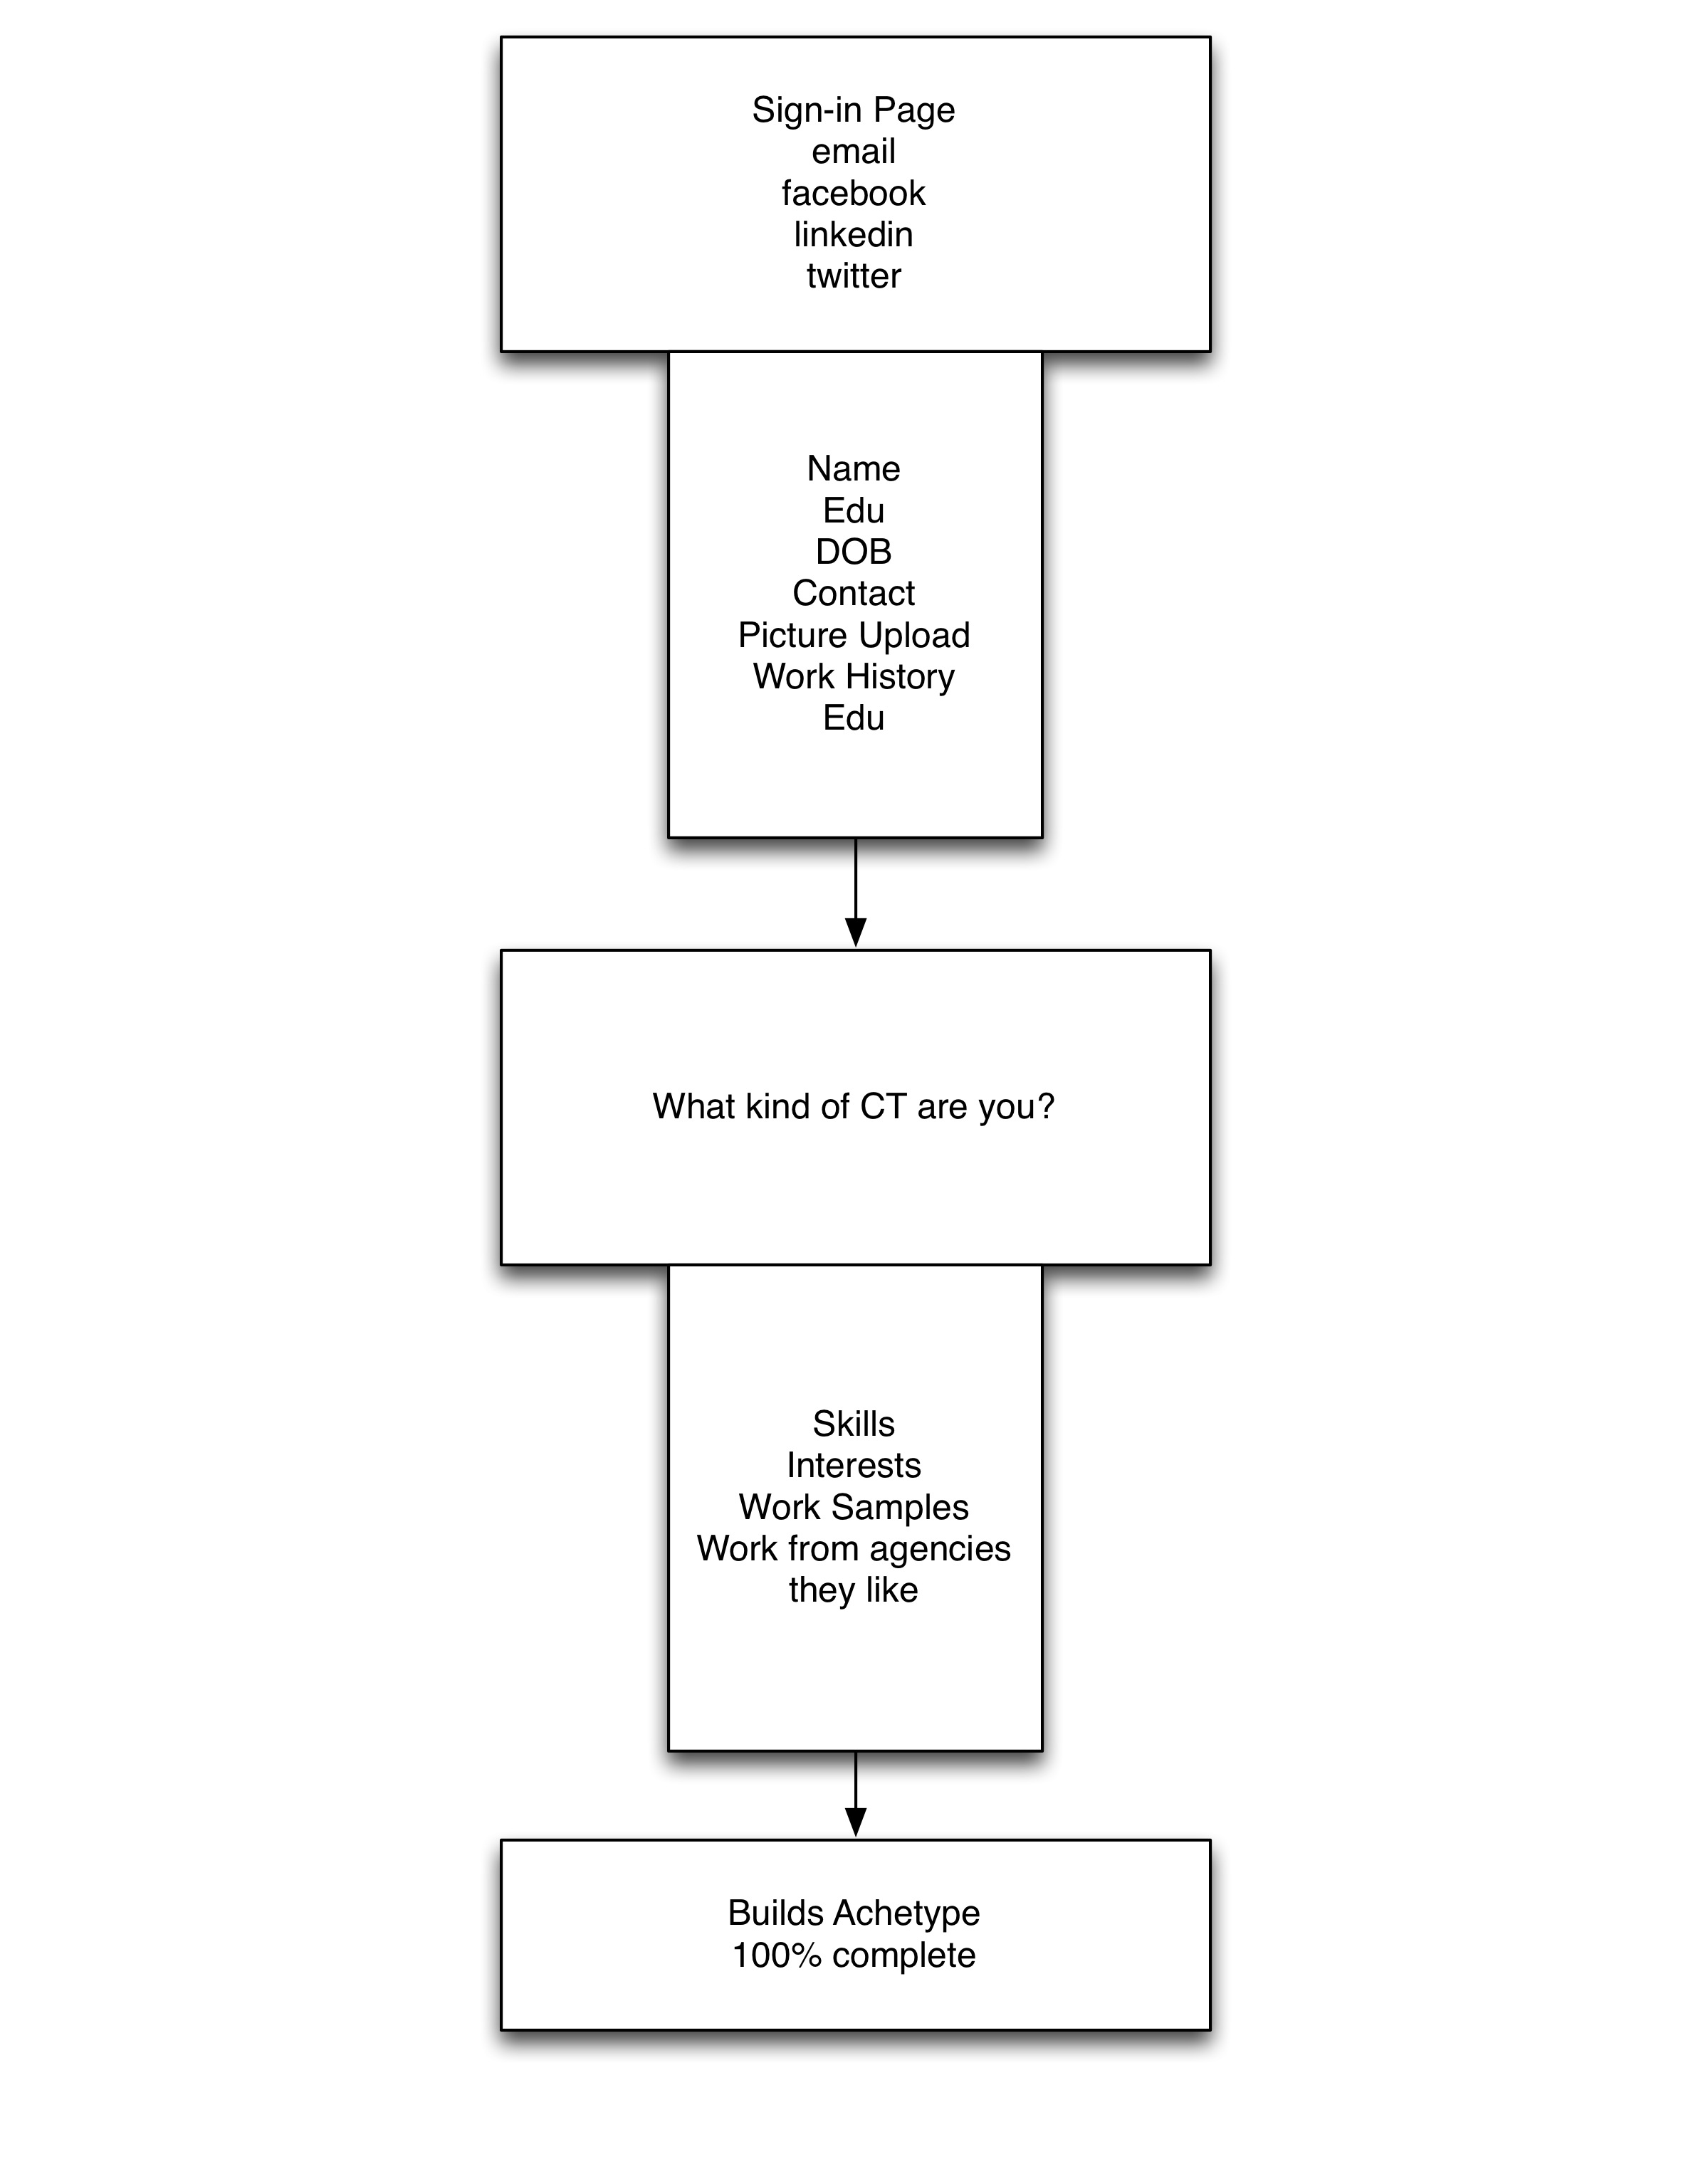 Sign-in Page
email
facebook
linkedin
twitter
Name
Edu
DOB
Contact
Picture Upload
Work History
Edu
What kind of CT are you?
Skills
Interests
Work Samples
Work from agencies
they like
Builds Achetype
100% complete